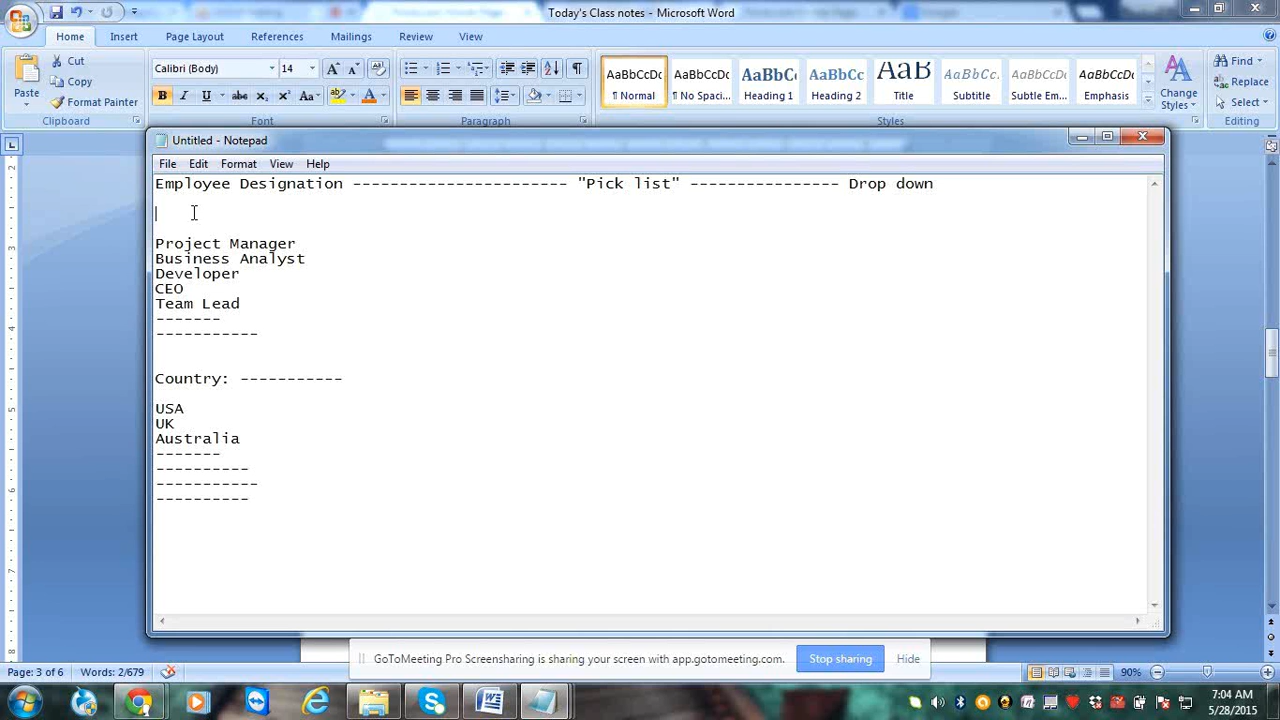 Today's Class notes - Microsoft Word
Home Insert Page Layout References Mailings Review View
Paste
Cut
Copy
Format Painter
Clipboard
Calibri (Body) 14
Font
Paragraph
AaBbCcDc AaBbCcDc AaBbCc AaBbCc AaB AaBbCc. AaBbCcDc AaBbCcDc
¶ Normal ¶ No Spaci... Heading 1 Heading 2 Title Subtitle Subtle Em... Emphasis
Change Styles
Styles
Find
Replace
Select
Editing
Untitled - Notepad
File Edit Format View Help
Employee Designation ----------------------- "Pick list" ---------------- Drop down
Project Manager
Business Analyst
Developer
CEO
Team Lead
-------
-----------
Country: -----------
USA
UK
Australia
-------
----------
-----------
----------
GoToMeeting Pro Screensharing is sharing your screen with app.gotomeeting.com. Stop sharing Hide
Page: 3 of 6 Words: 2/679 90%
7:04 AM
5/28/2015